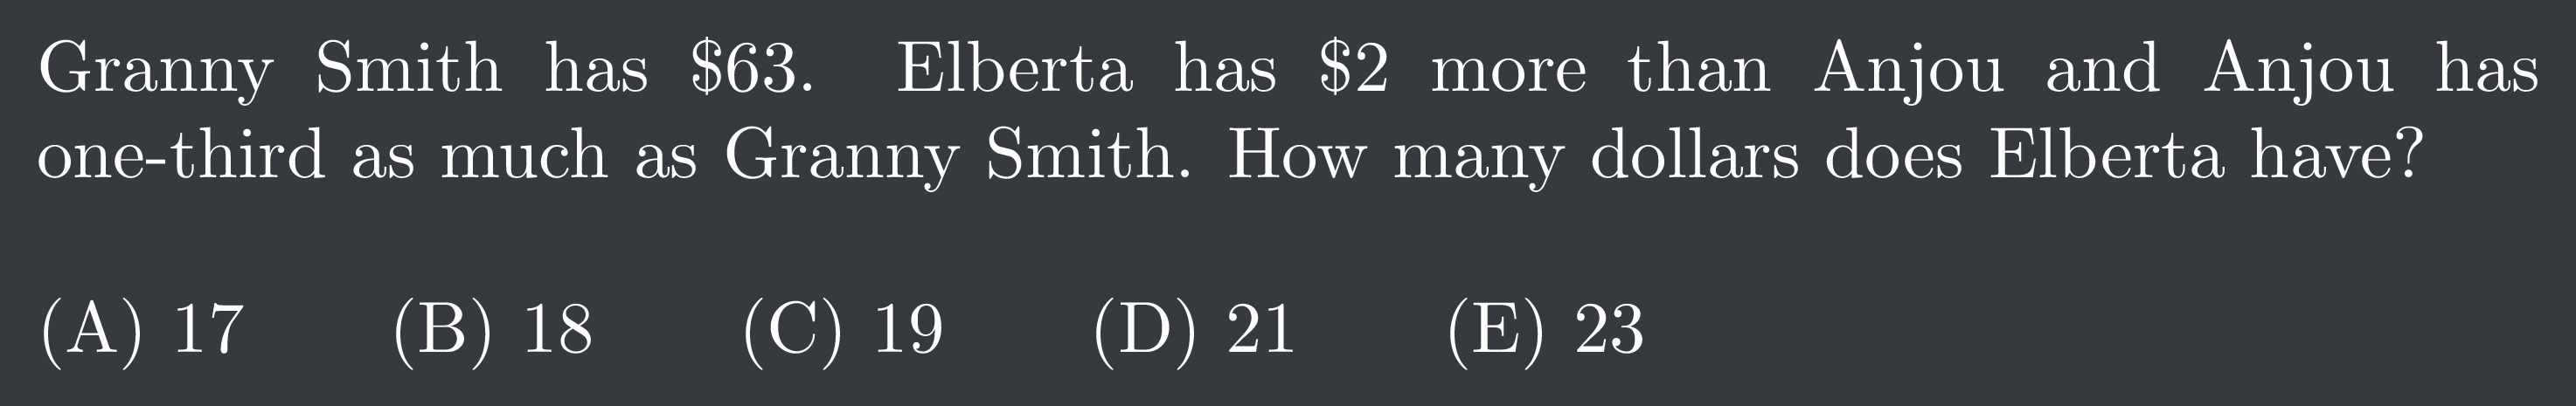 Granny Smith has $63. Elberta has $2 more than Anjou and Anjou has
one-third as much as Granny Smith. How many dollars does Elberta have?
(A) 17 (B) 18 (C) 19 (D) 21 (E) 23